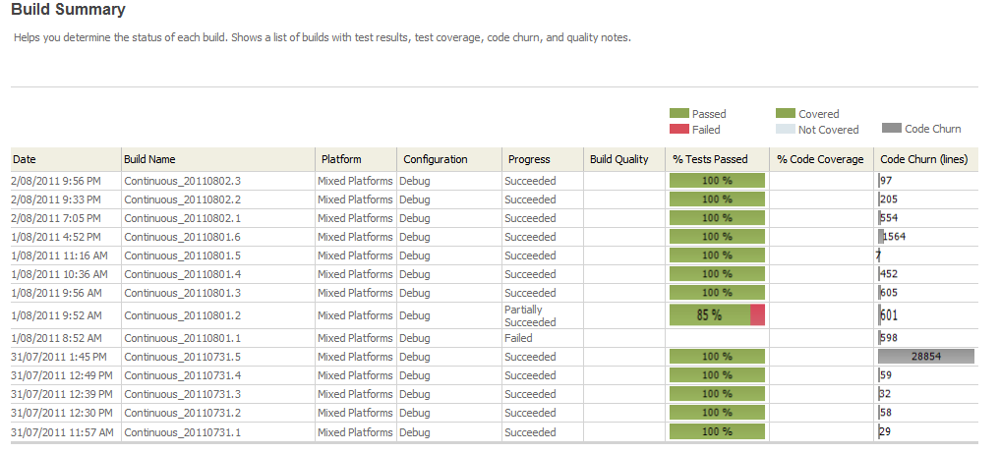 Build Summary
Helps you determine the status of each build. Shows a list of builds with test results, test coverage, code churn, and quality notes.
Passed Covered
Failed Not Covered Code Churn
Date Build Name Platform Configuration Progress Build Quality % Tests Passed % Code Coverage Code Churn (lines)
2/08/2011 9:56 PM Continuous_20110802.3 Mixed Platforms Debug Succeeded 100 % 97
2/08/2011 9:33 PM Continuous_20110802.2 Mixed Platforms Debug Succeeded 100 % 205
2/08/2011 7:05 PM Continuous_20110802.1 Mixed Platforms Debug Succeeded 100 % 554
1/08/2011 4:52 PM Continuous_20110801.6 Mixed Platforms Debug Succeeded 100 % 1564
1/08/2011 11:16 AM Continuous_20110801.5 Mixed Platforms Debug Succeeded 100 % 7
1/08/2011 10:36 AM Continuous_20110801.4 Mixed Platforms Debug Succeeded 100 % 452
1/08/2011 9:56 AM Continuous_20110801.3 Mixed Platforms Debug Succeeded 100 % 605
1/08/2011 9:52 AM Continuous_20110801.2 Mixed Platforms Debug Partially 85 % 601
Succeeded
1/08/2011 8:52 AM Continuous_20110801.1 Mixed Platforms Debug Failed 598
31/07/2011 1:45 PM Continuous_20110731.5 Mixed Platforms Debug Succeeded 100 % 28854
31/07/2011 12:49 PM Continuous_20110731.4 Mixed Platforms Debug Succeeded 100 % 59
31/07/2011 12:39 PM Continuous_20110731.3 Mixed Platforms Debug Succeeded 100 % 32
31/07/2011 12:30 PM Continuous_20110731.2 Mixed Platforms Debug Succeeded 100 % 58
31/07/2011 11:57 AM Continuous_20110731.1 Mixed Platforms Debug Succeeded 100 % 29